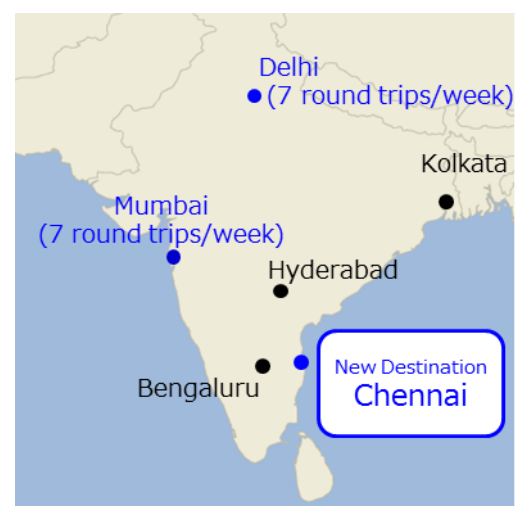 Delhi
(7 round trips/week)
Kolkata
Mumbai
(7 round trips/week)
Hyderabad
New Destination
Chennai
Bengaluru